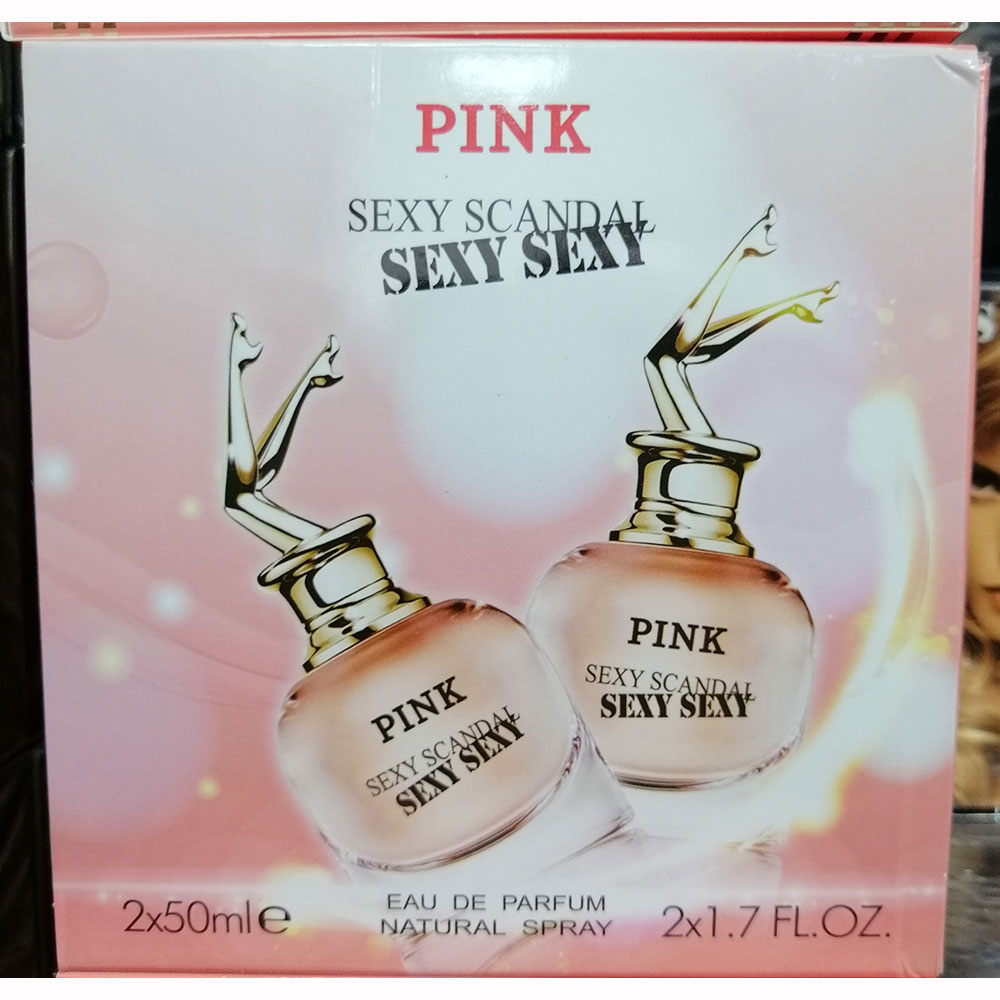 PINK
SEXY SCANDAL
SEXY SEXY
PINK
SEXY SCANDAL
SEXY SEXY
PINK
SEXY SCANDAL
SEXY SEXY
EAU DE PARFUM
NATURAL SPRAY
2x50ml℮
2x1.7 FL.OZ.